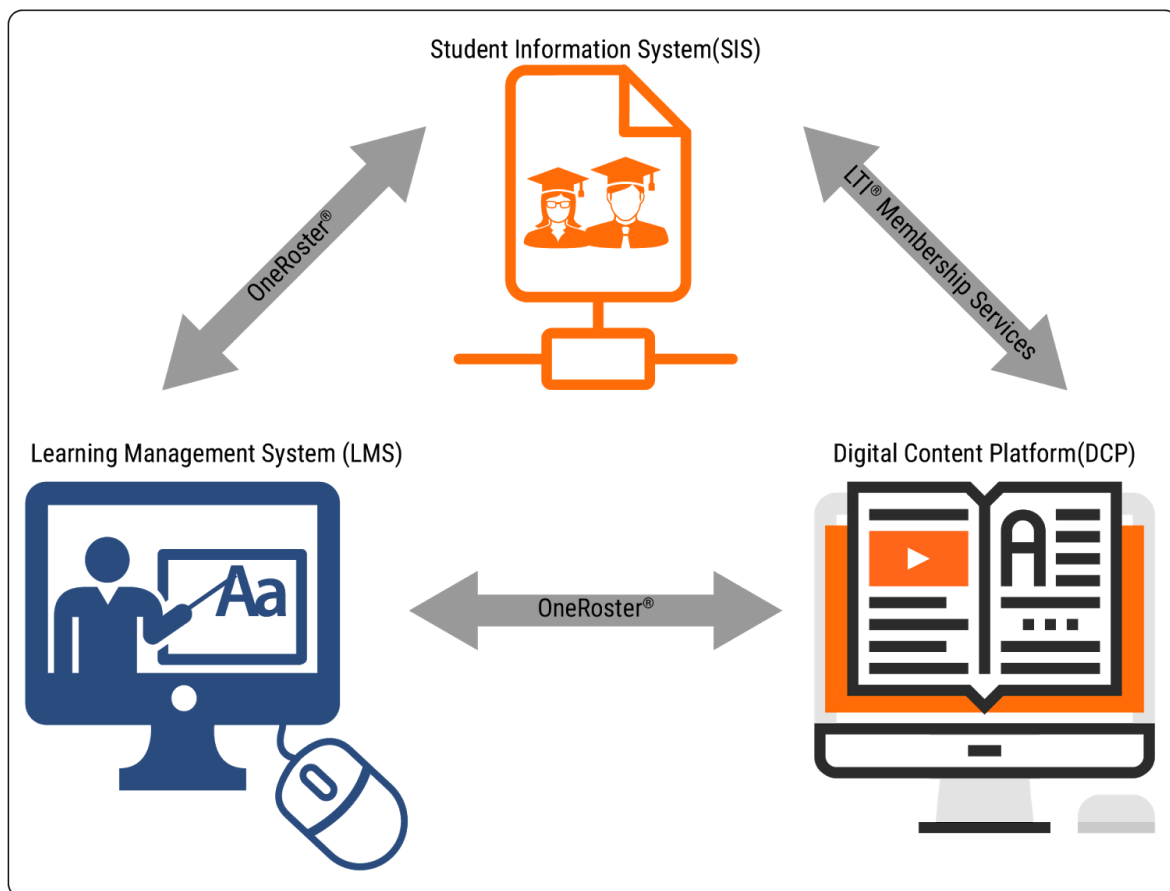 Student Information System(SIS)
OneRoster®
LTI® Membership Services
Learning Management System (LMS)
Digital Content Platform(DCP)
Aa
A
OneRoster®